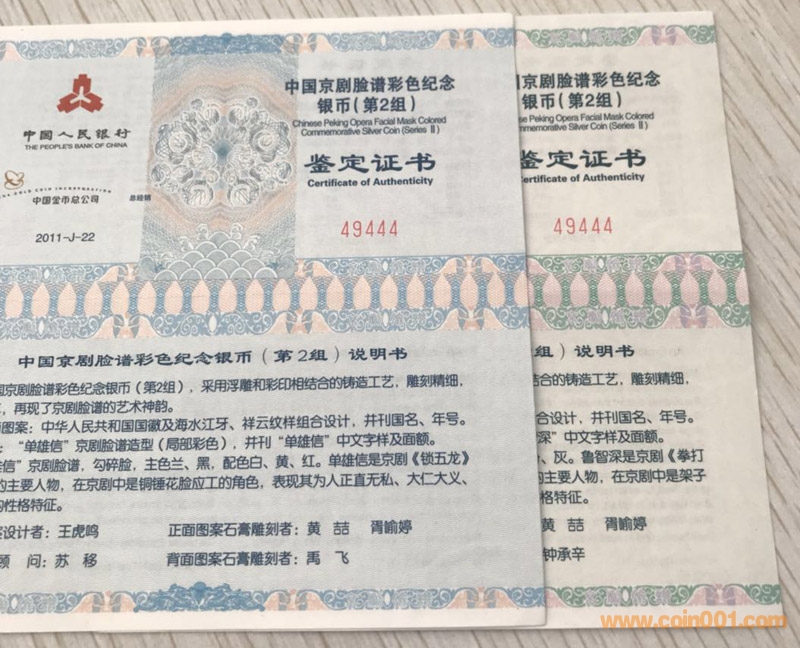 中国人民银行
THE PEOPLE'S BANK OF CHINA
GOLD COIN INCORPORATION
中国金币总公司
总经销
2011-J-22
中国京剧脸谱彩色纪念
银币(第2组)
Chinese Peking Opera Facial Mask Colored
Commemorative Silver Coin (Series Ⅱ)
鉴定证书
Certificate of Authenticity
49444
中国京剧脸谱彩色纪念银币(第2组)说明书
国京剧脸谱彩色纪念银币(第2组),采用浮雕和彩印相结合的铸造工艺,雕刻精细,
,再现了京剧脸谱的艺术神韵。
图案:中华人民共和国国徽及海水江牙、祥云纹样组合设计,并刊国名、年号。
:“单雄信”京剧脸谱造型(局部彩色),并刊“单雄信”中文字样及面额。
信”京剧脸谱,勾碎脸,主色兰、黑,配色白、黄、红。单雄信是京剧《锁五龙》
的主要人物,在京剧中是铜锤花脸应工的角色,表现其为人正直无私、大仁大义、
的性格特征。
设计者:王虎鸣
正面图案石膏雕刻者:黄喆 胥喻婷
顾 问:苏 移
背面图案石膏雕刻者:禹 飞
国京剧脸谱彩色纪念
银币(第2组)
Peking Opera Facial Mask Colored
Commemorative Silver Coin (Series Ⅱ)
鉴定证书
Certificate of Authenticity
49444
组)说明书
结合的铸造工艺,雕刻精细,
合设计,并刊国名、年号。
深”中文字样及面额。
、灰。鲁智深是京剧《拳打
的主要人物,在京剧中是架子
格特征。
黄喆 胥喻婷
钟承辛
www.coin001.com